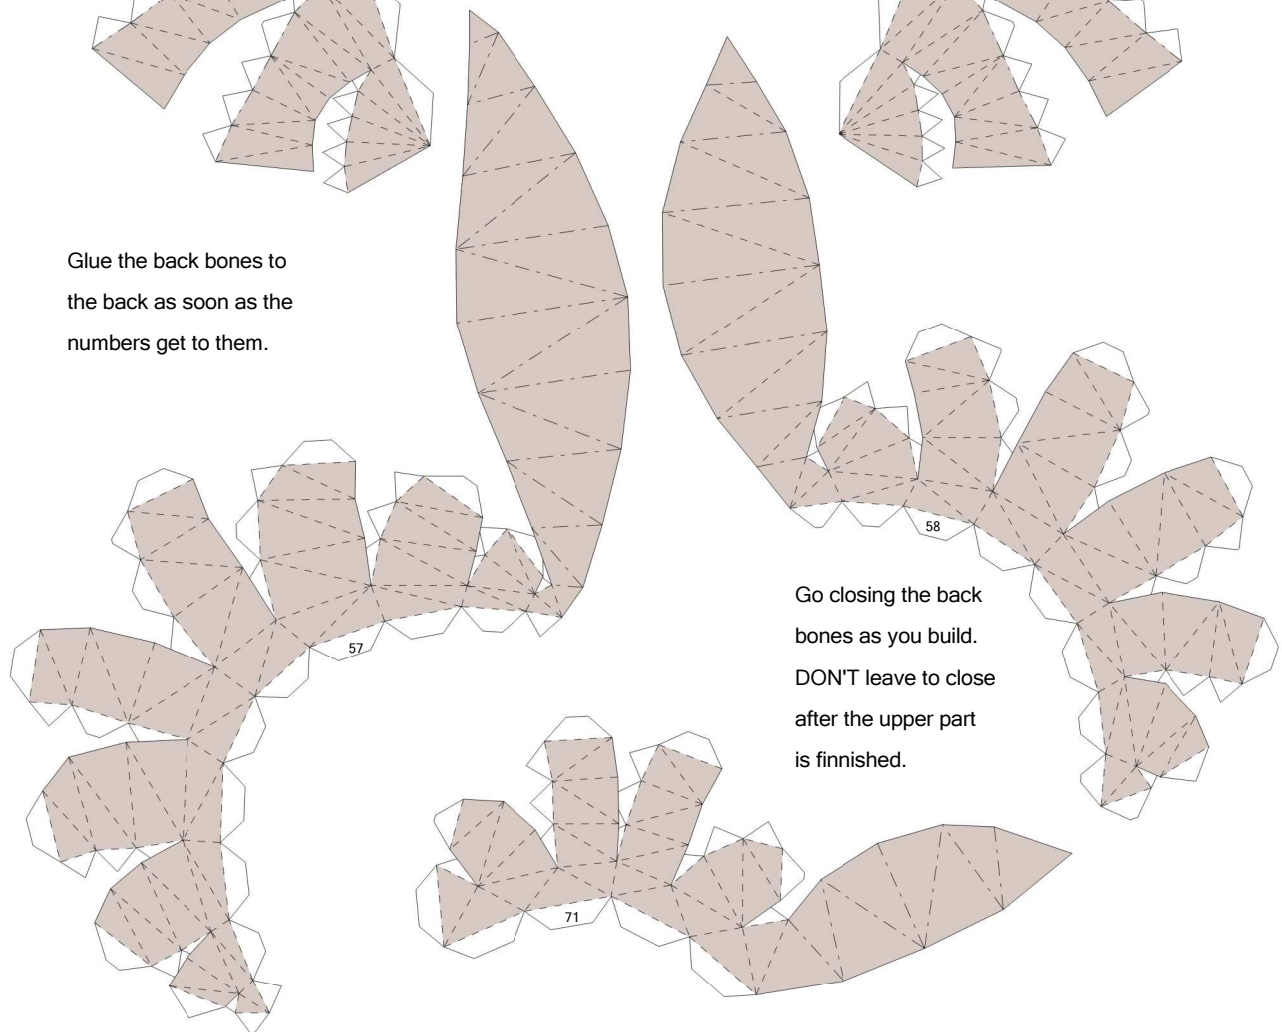 Glue the back bones to
the back as soon as the
numbers get to them.
58
Go closing the back
bones as you build.
DON'T leave to close
after the upper part
is finnished.
57
71